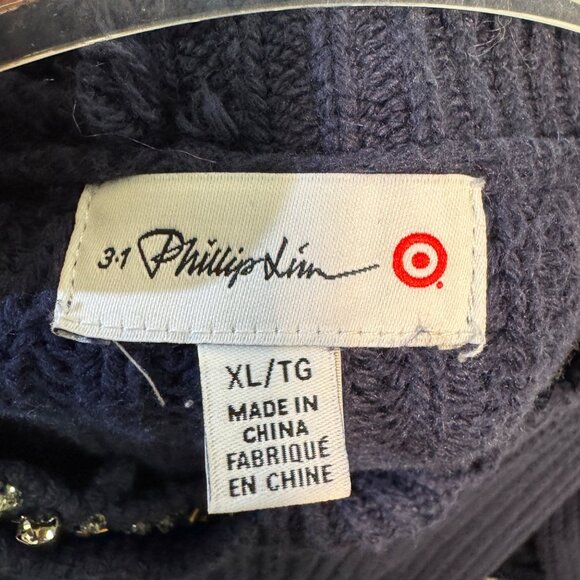 3.1 Phillip Lim
XL/TG
MADE IN
CHINA
FABRIQUÉ
EN CHINE